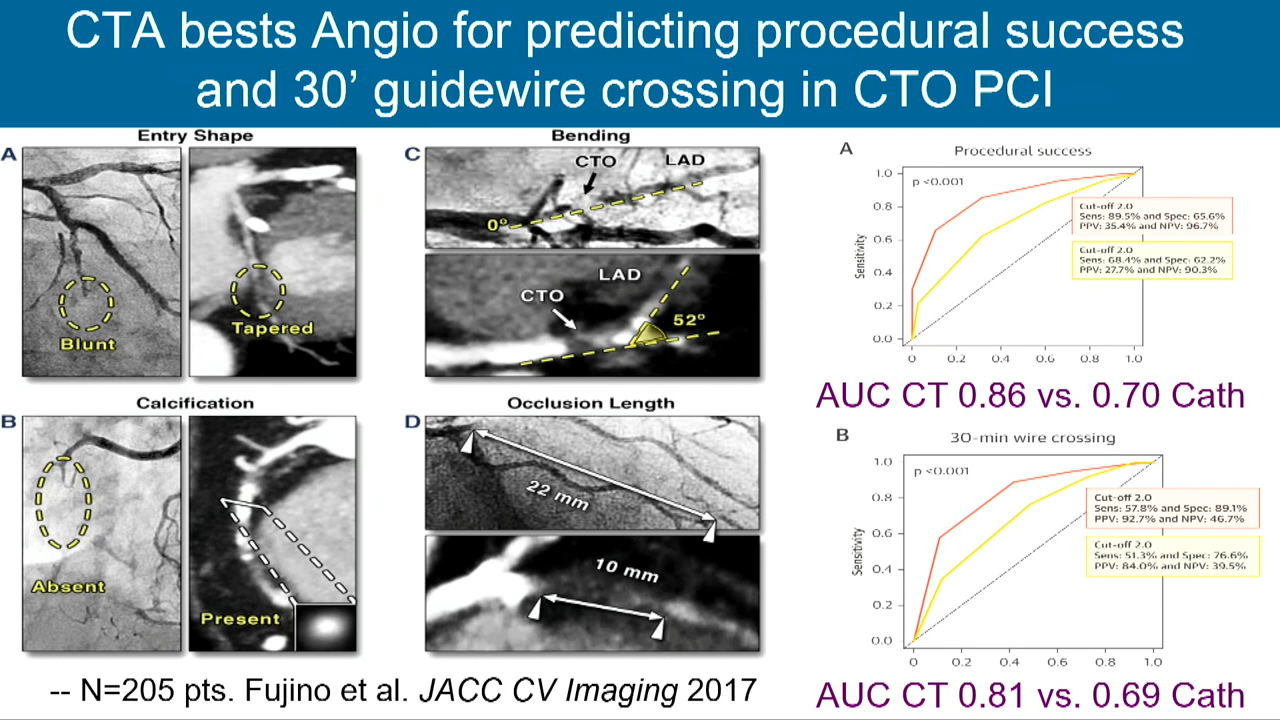 CTA bests Angio for predicting procedural success
and 30’ guidewire crossing in CTO PCI
Entry Shape
A
Blunt
Tapered
Calcification
B
Absent
Present
Bending
C
CTO
LAD
0º
LAD
CTO
52º
Occlusion Length
D
22 mm
10 mm
A
Procedural success
p <0.001
Sensitivity
1.0
0.8
0.6
0.4
0.2
0.0
0 0.2 0.4 0.6 0.8 1.0
Cut-off 2.0
Sens: 89.5% and Spec: 65.6%
PPV: 35.4% and NPV: 96.7%
Cut-off 2.0
Sens: 68.4% and Spec: 62.2%
PPV: 27.7% and NPV: 90.3%
AUC CT 0.86 vs. 0.70 Cath
B
30-min wire crossing
p <0.001
Sensitivity
1.0
0.8
0.6
0.4
0.2
0.0
0 0.2 0.4 0.6 0.8 1.0
Cut-off 2.0
Sens: 57.8% and Spec: 89.1%
PPV: 92.7% and NPV: 46.7%
Cut-off 2.0
Sens: 51.3% and Spec: 76.6%
PPV: 84.0% and NPV: 39.5%
AUC CT 0.81 vs. 0.69 Cath
-- N=205 pts. Fujino et al. JACC CV Imaging 2017